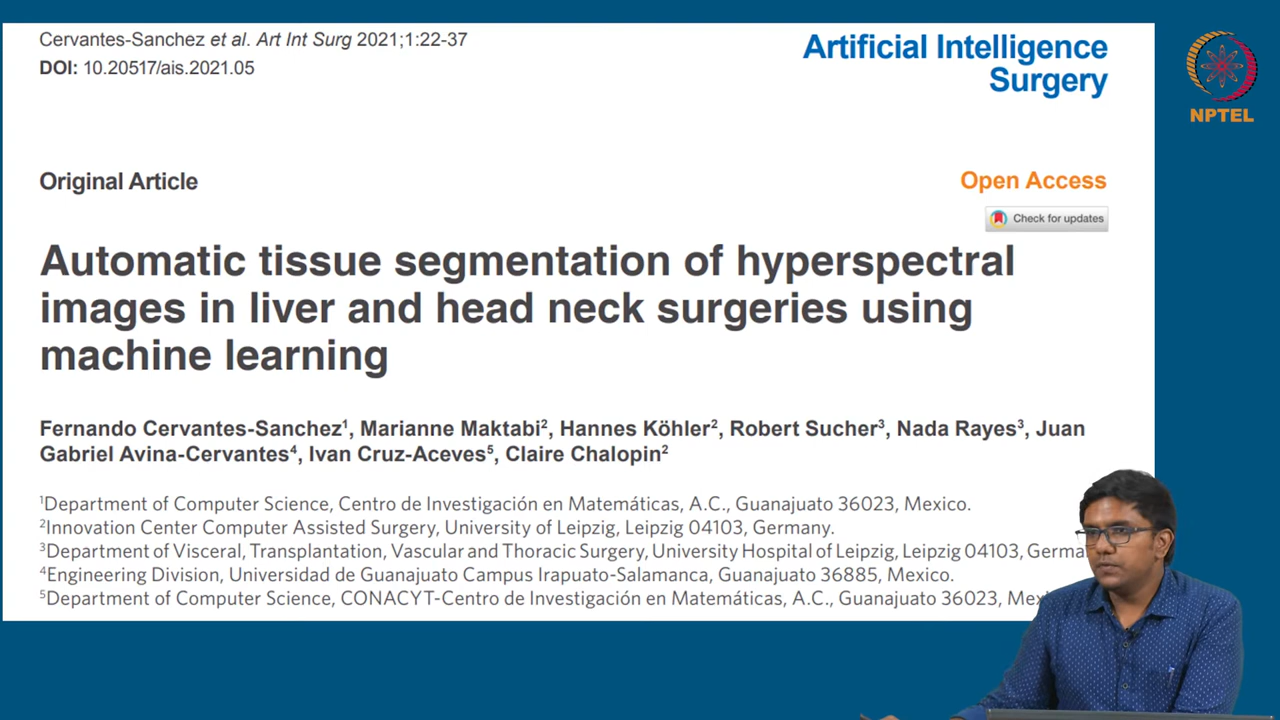 Cervantes-Sanchez et al. Art Int Surg 2021;1:22-37
DOI: 10.20517/ais.2021.05
Artificial Intelligence
Surgery
NPTEL
Original Article
Open Access
Check for updates
Automatic tissue segmentation of hyperspectral
images in liver and head neck surgeries using
machine learning
Fernando Cervantes-Sanchez¹, Marianne Maktabi², Hannes Köhler², Robert Sucher³, Nada Rayes³, Juan
Gabriel Avina-Cervantes⁴, Ivan Cruz-Aceves⁵, Claire Chalopin²
¹Department of Computer Science, Centro de Investigación en Matemáticas, A.C., Guanajuato 36023, Mexico.
²Innovation Center Computer Assisted Surgery, University of Leipzig, Leipzig 04103, Germany.
³Department of Visceral, Transplantation, Vascular and Thoracic Surgery, University Hospital of Leipzig, Leipzig 04103,
⁴Engineering Division, Universidad de Guanajuato Campus Irapuato-Salamanca, Guanajuato 36885, Mexico.
⁵Department of Computer Science, CONACYT-Centro de Investigación en Matemáticas, A.C., Guanajuato 36023,